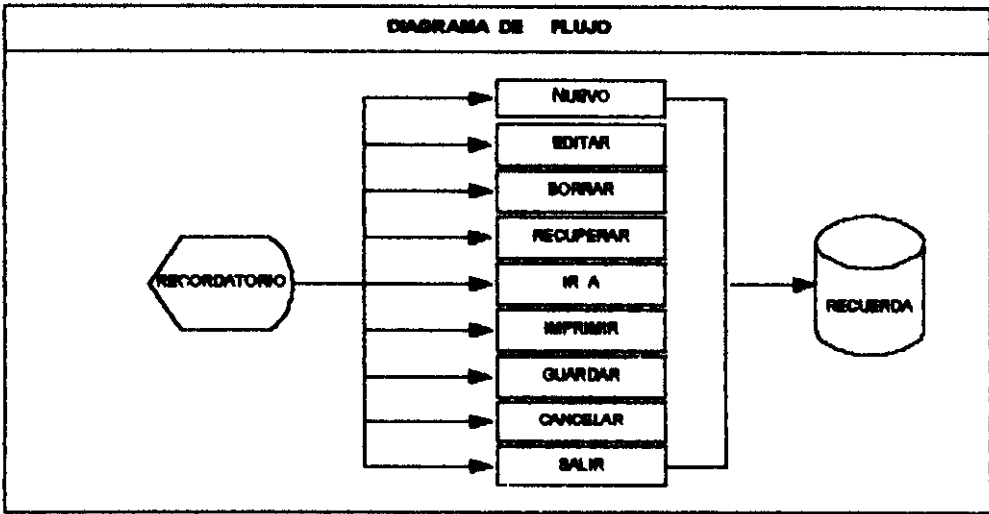 DIAGRAMA DE FLUJO
NUEVO
EDITAR
BORRAR
RECUPERAR
RECORDATORIO
IR A
IMPRIMIR
RECUERDA
GUARDAR
CANCELAR
SALIR